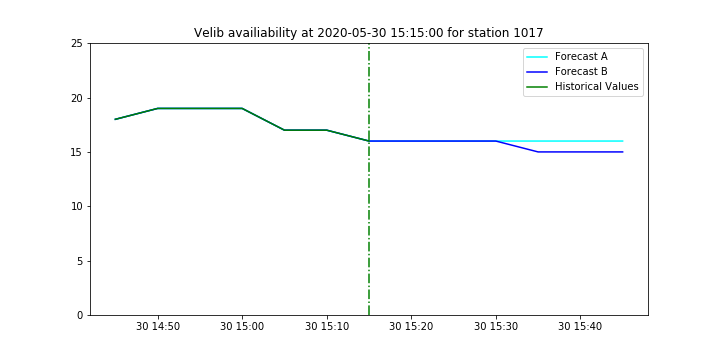 Velib availiability at 2020-05-30 15:15:00 for station 1017
25
20
15
10
5
0
Forecast A
Forecast B
Historical Values
30 14:50 30 15:00 30 15:10 30 15:20 30 15:30 30 15:40